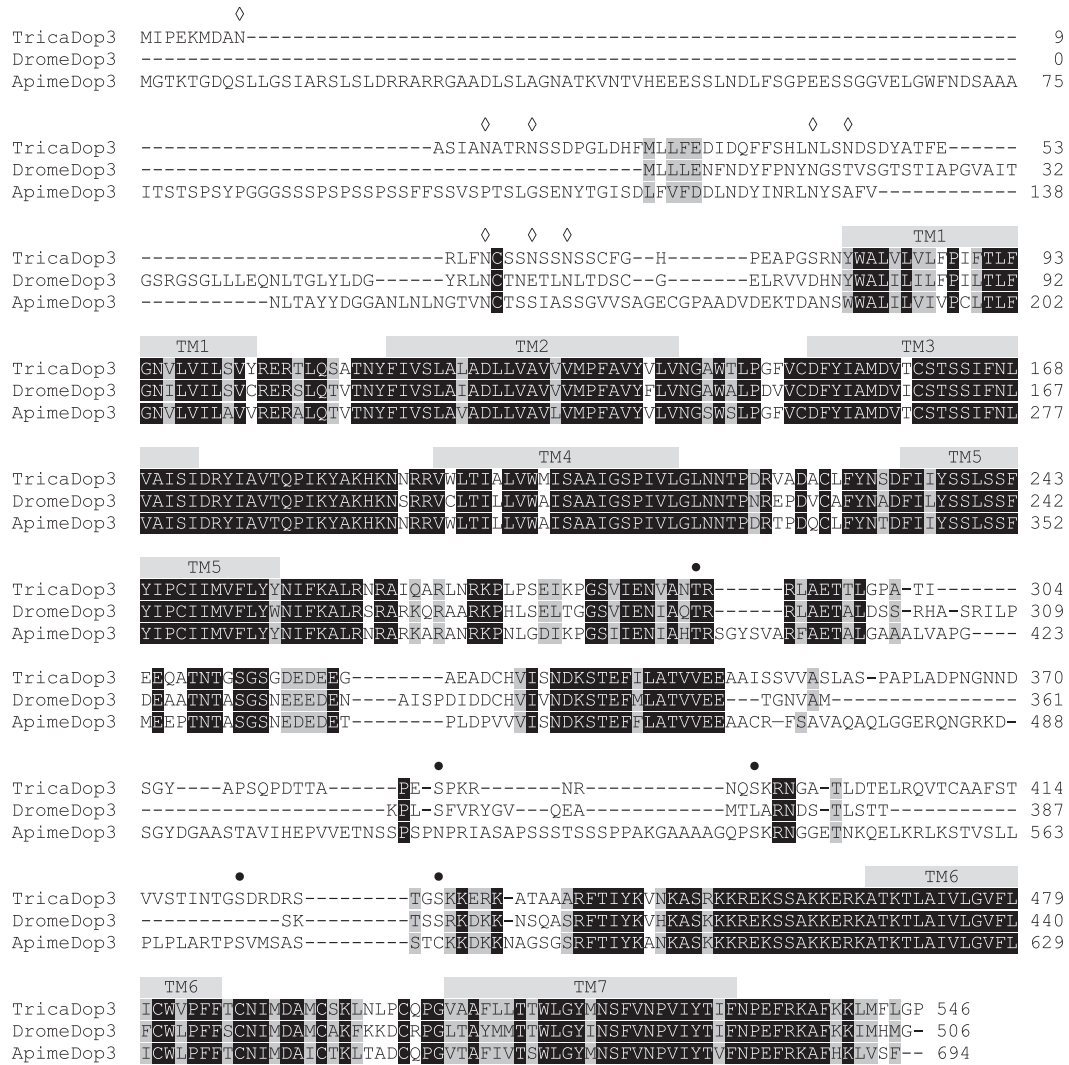 ◊
TricaDop3 MIPEKMDAN------------------------------------------------------------------ 9
DromeDop3 --------------------------------------------------------------------------- 0
ApimeDop3 MGTKTGDQSLLGSIARSLSLDRRARRGAADLSLAGNATKVNTVHEEESSLNDLFSGPEESSGGVELGWFNDSAAA 75
◊ ◊ ◊ ◊
TricaDop3 -------------------------ASIANATRNSSDPGLDHFMLLFEDIDQFFSHLNLSNDSDYATFE------ 53
DromeDop3 -------------------------------------------MLLLENFNDYFPNYNGSTVSGTSTIAPGVAIT 32
ApimeDop3 ITSTSPSYPGGGSSSPSPSSPSSFFSSVSPTSLGSENYTGISDLFVFDDLNDYINRLNYSAFV------------ 138
◊ ◊ ◊ TM1
TricaDop3 --------------------------RLFNCSSSNSSNSSCFG--H-------PEAPGSRNYWALVLVLFPIFTLF 93
DromeDop3 GSRGSGLLLEQNLTGLYLDG------YRLNCTNETLNLTDSC-G--------ELRVVDHNYWALILILFPILTLF 92
ApimeDop3 -----------NLTAYYDGGANLNLNGTVNCTSSIASSGVVSAGECGPAADVDEKTDANSWWALILVIVPCLTLF 202
TM1 TM2 TM3
TricaDop3 GNVLVILSVYRERTLQSATNYFIVSLALADLLVAVVVMPFAVYVLVNGAWTLPGFVCDFYIAMDVTCSTSSIFNL 168
DromeDop3 GNILVILSVCRERSLQTVTNYFIVSLAIADLLVAVVVMPFAVYFLVNGAWALPDVVCDFYIAMDVICSTSSIFNL 167
ApimeDop3 GNVLVILAVVRERALQTVTNYFIVSLAVADLLVAVLVMPFAVYVLVNGSWSLPGFVCDFYIAMDVTCSTSSIFNL 277
TM4 TM5
TricaDop3 VAISIDRYIAVTQPIKYAKHKNNRRVWLTIALVWMISAAIGSPIVLGLNNTPDRVADACLFYNSDFIIYSSLSSF 243
DromeDop3 VAISIDRYIAVTQPIKYAKHKNSRRVCLTILLVWAISAAIGSPIVLGLNNTPNREPDVCAFYNADFILYSSLSSF 242
ApimeDop3 VAISIDRYIAVTQPIKYAKHKNNRRVWLTILLVWAISAAIGSPIVLGLNNTPDRTPDQCLFYNTDFIIYSSLSSF 352
TM5 ●
TricaDop3 YIPCIIMVFLYYNIFKALRNRAIQARLNRKPLPSEIKPGSVIENVANTR------RLAETTLGPA-TI------- 304
DromeDop3 YIPCIIMVFLYWNIFKALRSRARKQRAARKPHLSELTGGSVIENIAQTR------RLAETALDSS-RHA-SRILP 309
ApimeDop3 YIPCIIMVFLYYNIFKALRNRARKARANRKPNLGDIKPGSIIENIAHTRSGYSVARFAETALGAAALVAPG---- 423
TricaDop3 EEQATNTGSGSGDEDEEG--------AEADCHVISNDKSTEFILATVVEEAAISSVVASLAS-PAPLADPNGNND 370
DromeDop3 DEAATNTGSGSNEEEDEN-----AISPDIDDCHVIVNDKSTEFMLATVVEE-----TGNVAM------------- 361
ApimeDop3 MEEPTNTASGSNEDEDET--------PLDPVVVISNDKSTEFFLATVVEEAACR-FSAVAQAQLGGERQNGRKD- 488
● ●
TricaDop3 SGY----APSQPDTTA------PE-SPKR-------NR---------NQSKRNGA-TLDTELRQVTCAAFST 414
DromeDop3 ---------------------KPL-SFVRYGV--QEA---------MTLARNDS-TLSTT---------- 387
ApimeDop3 SGYDGAASTAVIHEPVVETNSSPSPNPRIASAPSSSTSSSPPAKGAAAAGQPSKRNGGETNKQELKRLKSTVSLL 563
● ● TM6
TricaDop3 VVSTINTGSDRDRS---------TGSKKERK-ATAAARFTIYKVNKASRKKREKSSAKKERKATKTLAIVLGVFL 479
DromeDop3 ------------SK---------TSSRKDKK-NSQASRFTIYKVHKASKKKREKSSAKKERKATKTLAIVLGVFL 440
ApimeDop3 PLPLARTPSVMSAS---------STCKKDKKNAGSGSRFTIYKANKASKKKREKSSAKKERKATKTLAIVLGVFL 629
TM6 TM7
TricaDop3 ICWVPFFTCNIMDAMCSKLNLPCQPGVAAFLLTTWLGYMNSFVNPVIYTIFNPEFRKAFKKLMFLGP 546
DromeDop3 FCWLPFFSCNIMDAMCAKFKKDCRPGLTAYMMTTWLGYINSFVNPVIYTIFNPEFRKAFKKIMHMG- 506
ApimeDop3 ICWLPFFTCNIMDAICTKLTADCQPGVTAFIVTSWLGYMNSFVNPVIYTVFNPEFRKAFHKLVSF-- 694